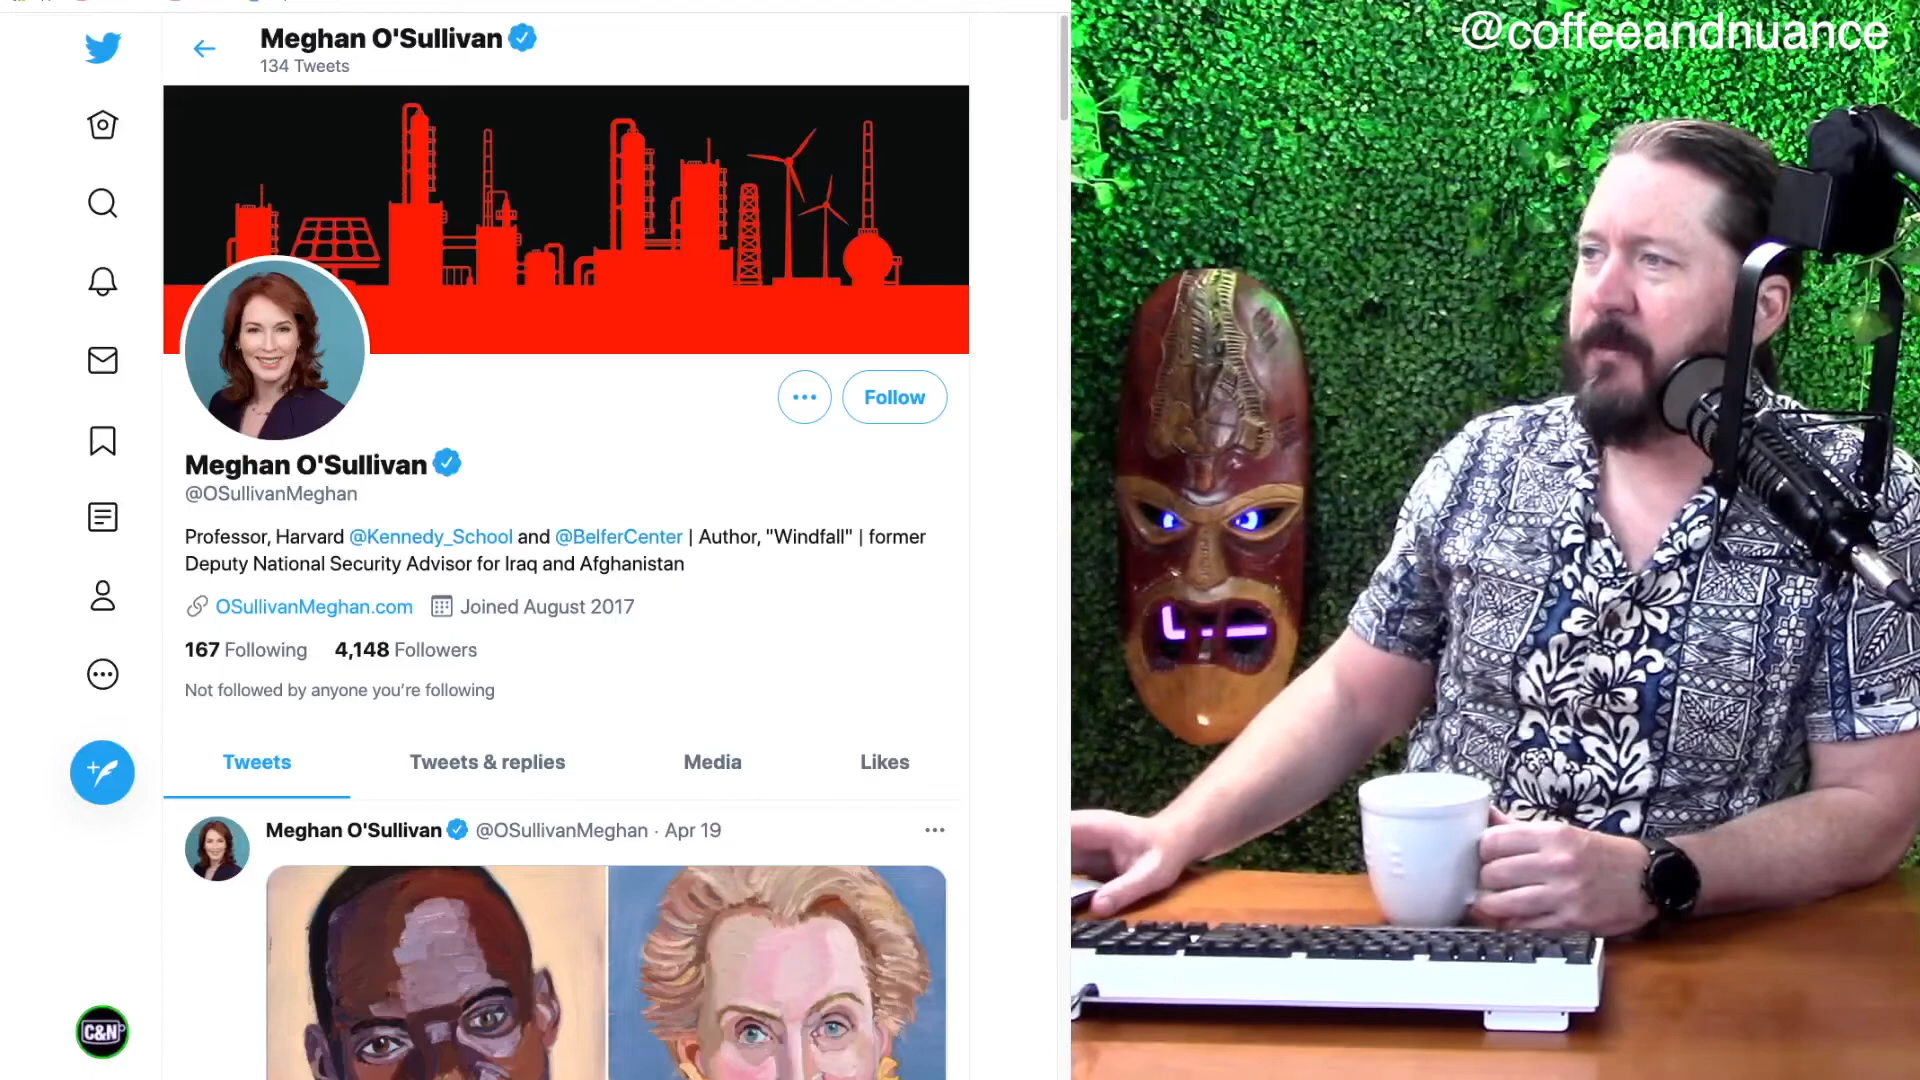 @coffeeandnuance
Meghan O'Sullivan
134 Tweets
Follow
Meghan O'Sullivan
@OSullivanMeghan
Professor, Harvard @Kennedy_School and @BelferCenter | Author, "Windfall" | former
Deputy National Security Advisor for Iraq and Afghanistan
OSullivanMeghan.com Joined August 2017
167 Following 4,148 Followers
Not followed by anyone you're following
Tweets Tweets & replies Media Likes
Meghan O'Sullivan @OSullivanMeghan · Apr 19
C&N